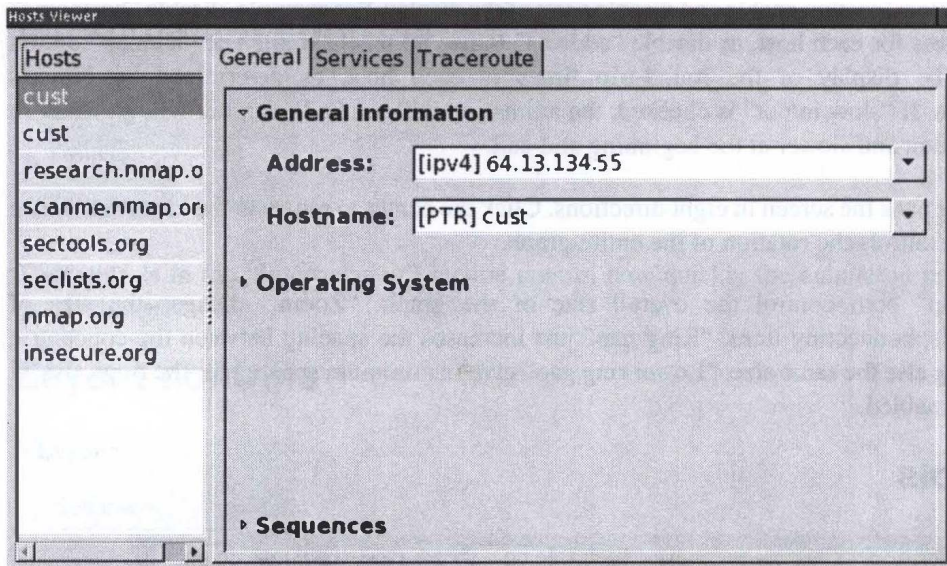 Hosts Viewer
Hosts
cust
cust
research.nmap.o
scanme.nmap.or
sectools.org
seclists.org
nmap.org
insecure.org
General Services Traceroute
General information
Address: [ipv4] 64.13.134.55
Hostname: [PTR] cust
Operating System
Sequences